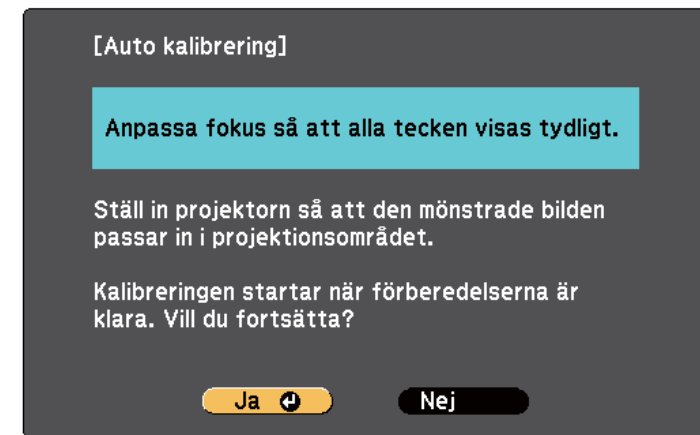 [Auto kalibrering]
Anpassa fokus så att alla tecken visas tydligt.
Ställ in projektorn så att den mönstrade bilden
passar in i projektionsområdet.
Kalibreringen startar när förberedelserna är
klara. Vill du fortsätta?
Ja
Nej